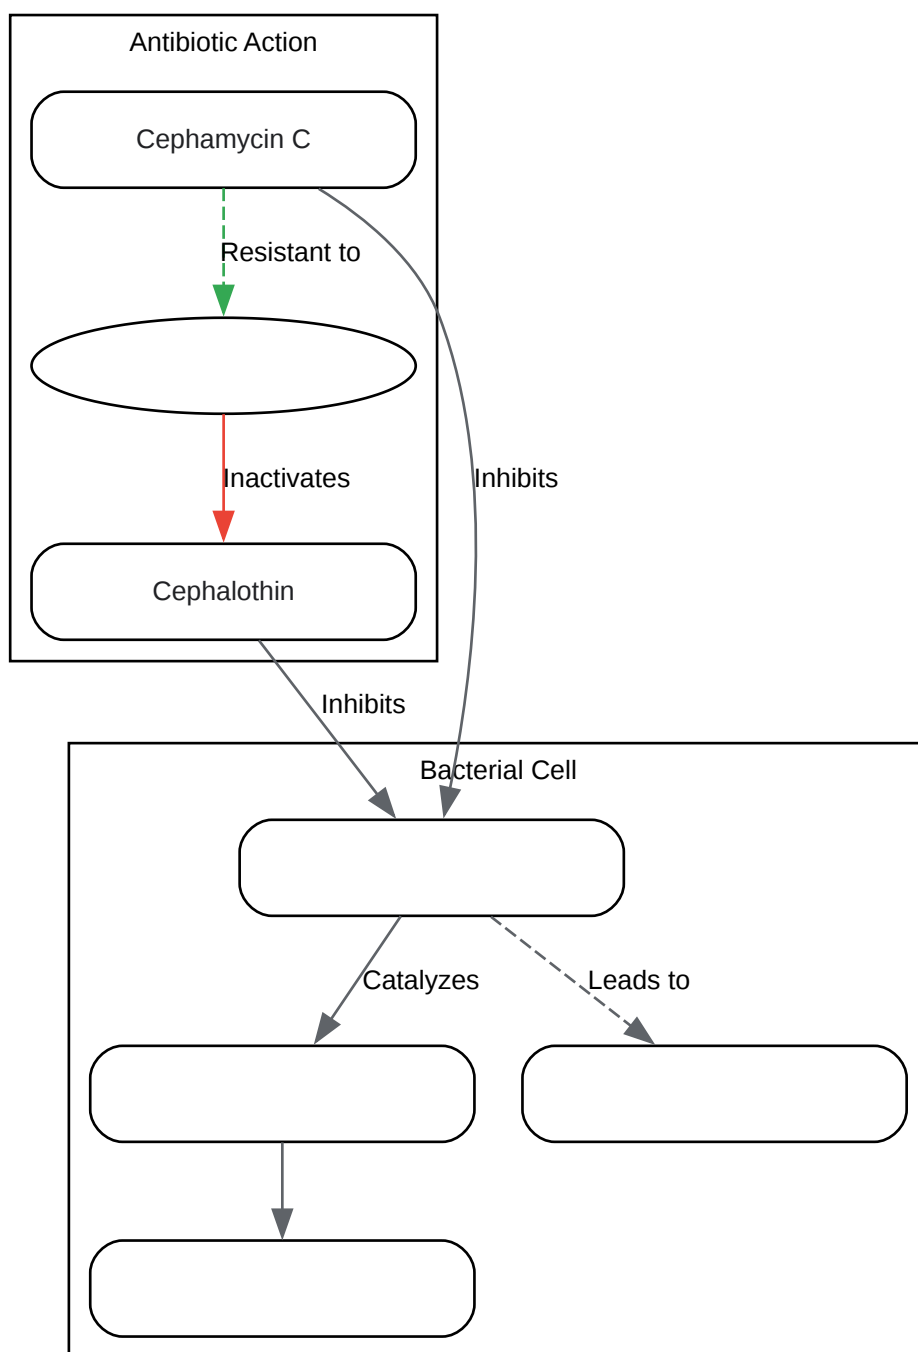 Antibiotic Action
Cephamycin C
Resistant to
Inactivates
Inhibits
Cephalothin
Inhibits
Bacterial Cell
Catalyzes
Leads to